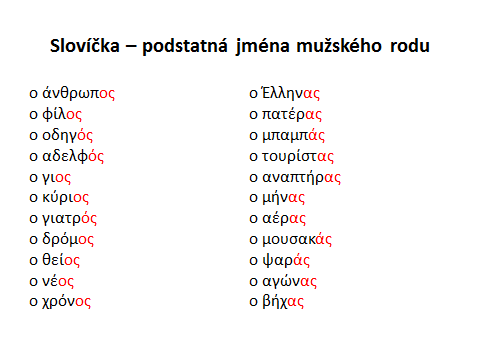 Slovíčka – podstatná jména mužského rodu
ο άνθρωπος
ο φίλος
ο οδηγός
ο αδελφός
ο γιος
ο κύριος
ο γιατρός
ο δρόμος
ο θείος
ο νέος
ο χρόνος
ο Έλληνας
ο πατέρας
ο μπαμπάς
ο τουρίστας
ο αναπτήρας
ο μήνας
ο αέρας
ο μουσακάς
ο ψαράς
ο αγώνας
ο βήχας